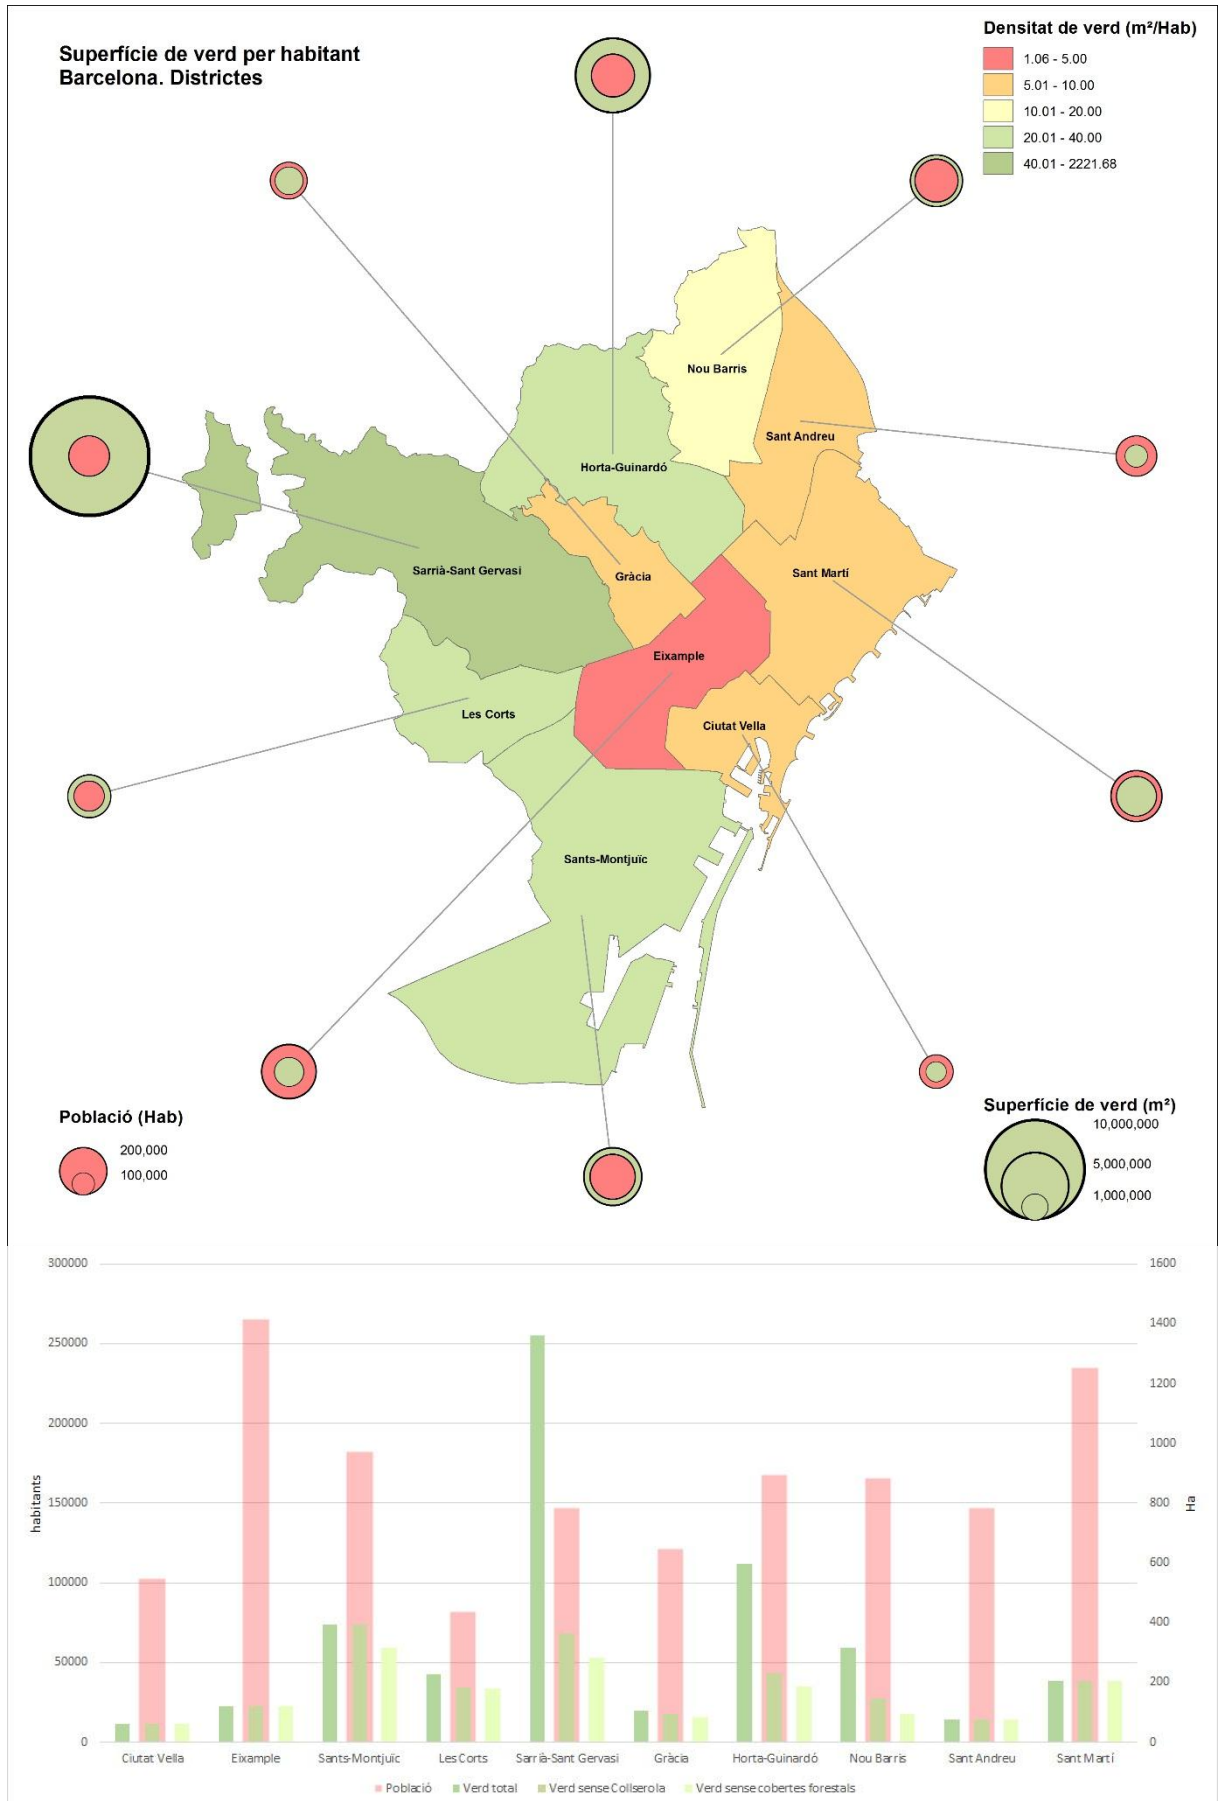 Superfície de verd per habitant
Barcelona. Districtes
Densitat de verd (m²/Hab)
1.06 - 5.00
5.01 - 10.00
10.01 - 20.00
20.01 - 40.00
40.01 - 2221.68
Nou Barris
Sant Andreu
Horta-Guinardó
Sarrià-Sant Gervasi
Gràcia
Sant Martí
Eixample
Les Corts
Ciutat Vella
Sants-Montjuïc
Població (Hab)
200,000
100,000
Superfície de verd (m²)
10,000,000
5,000,000
1,000,000
300000
250000
200000
150000
100000
50000
0
habitants
1600
1400
1200
1000
800
600
400
200
0
Ha
Ciutat Vella
Eixample
Sants-Montjuïc
Les Corts
Sarrià-Sant Gervasi
Gràcia
Horta-Guinardó
Nou Barris
Sant Andreu
Sant Martí
Població
Verd total
Verd sense Collserola
Verd sense cobertes forestals